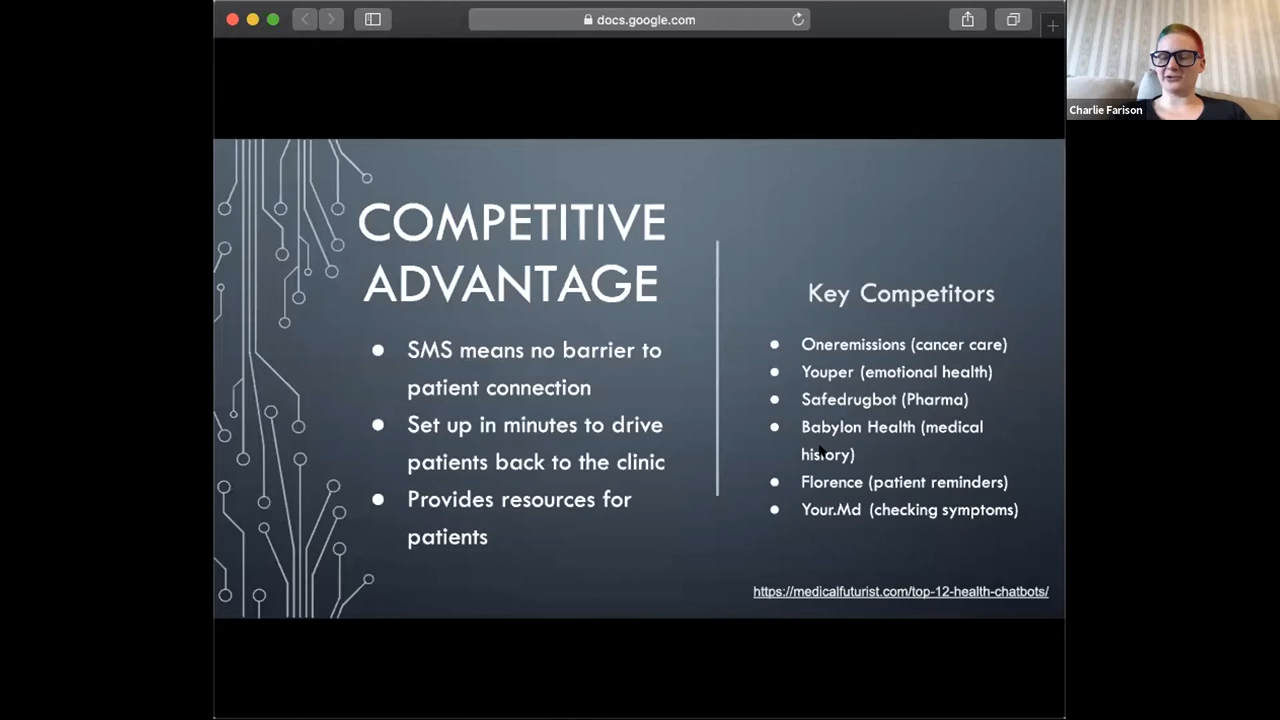 docs.google.com
Charlie Farison
COMPETITIVE
ADVANTAGE
● SMS means no barrier to
patient connection
● Set up in minutes to drive
patients back to the clinic
● Provides resources for
patients
Key Competitors
● Oneremissions (cancer care)
● Youper (emotional health)
● Safedrugbot (Pharma)
● Babylon Health (medical
history)
● Florence (patient reminders)
● Your.Md (checking symptoms)
https://medicalfuturist.com/top-12-health-chatbots/